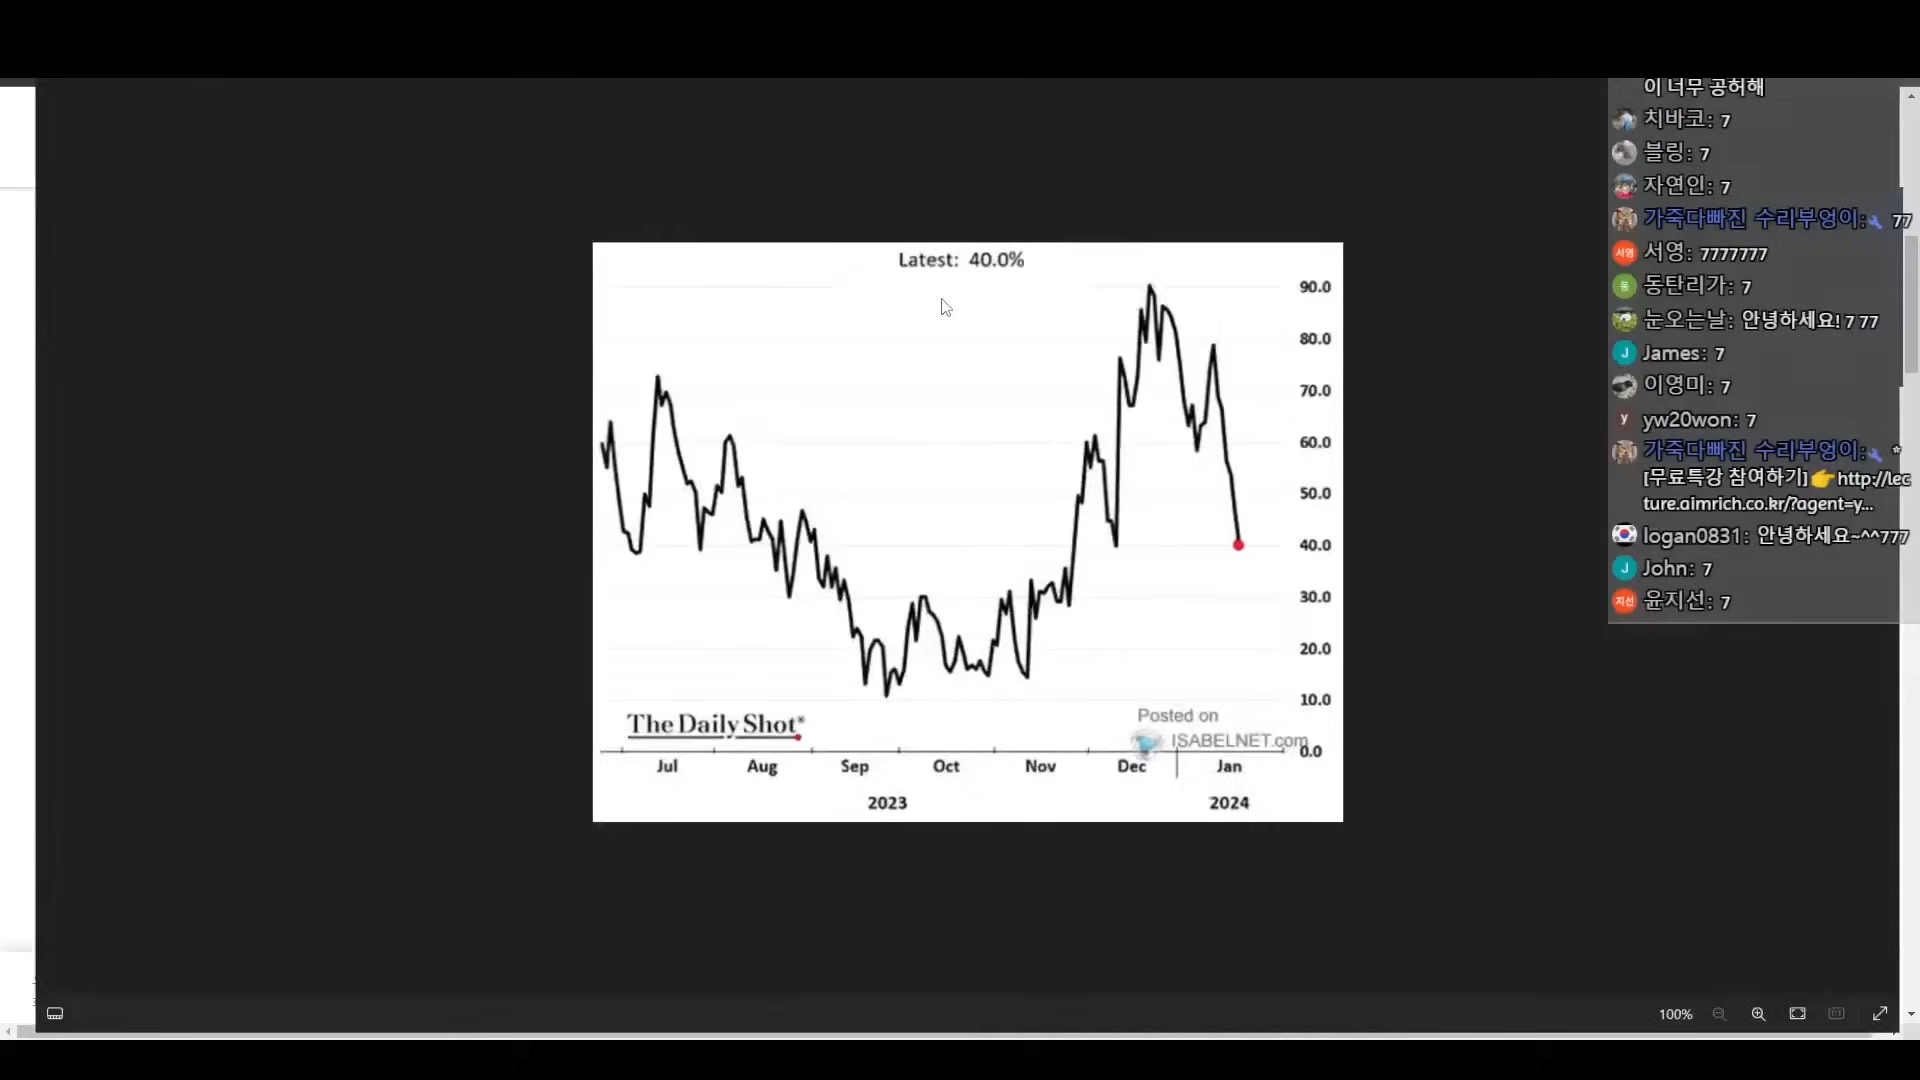 Latest: 40.0%
90.0
80.0
70.0
60.0
50.0
40.0
30.0
20.0
10.0
0.0
The Daily Shot®
Posted on
ISABELNET.com
Jul Aug Sep Oct Nov Dec Jan
2023 2024
이 너무 공허해
치바코: 7
블링: 7
자연인: 7
가죽다빠진 수리부엉이: 77
서영 서영: 7777777
동 동탄리가: 7
눈오는날: 안녕하세요! 7 77
J James: 7
이영미: 7
y yw20won: 7
가죽다빠진 수리부엉이: *
[무료특강 참여하기]👉http://lec
ture.aimrich.co.kr/?agent=y...
logan0831: 안녕하세요~^^777
J John: 7
지선 윤지선: 7
100%